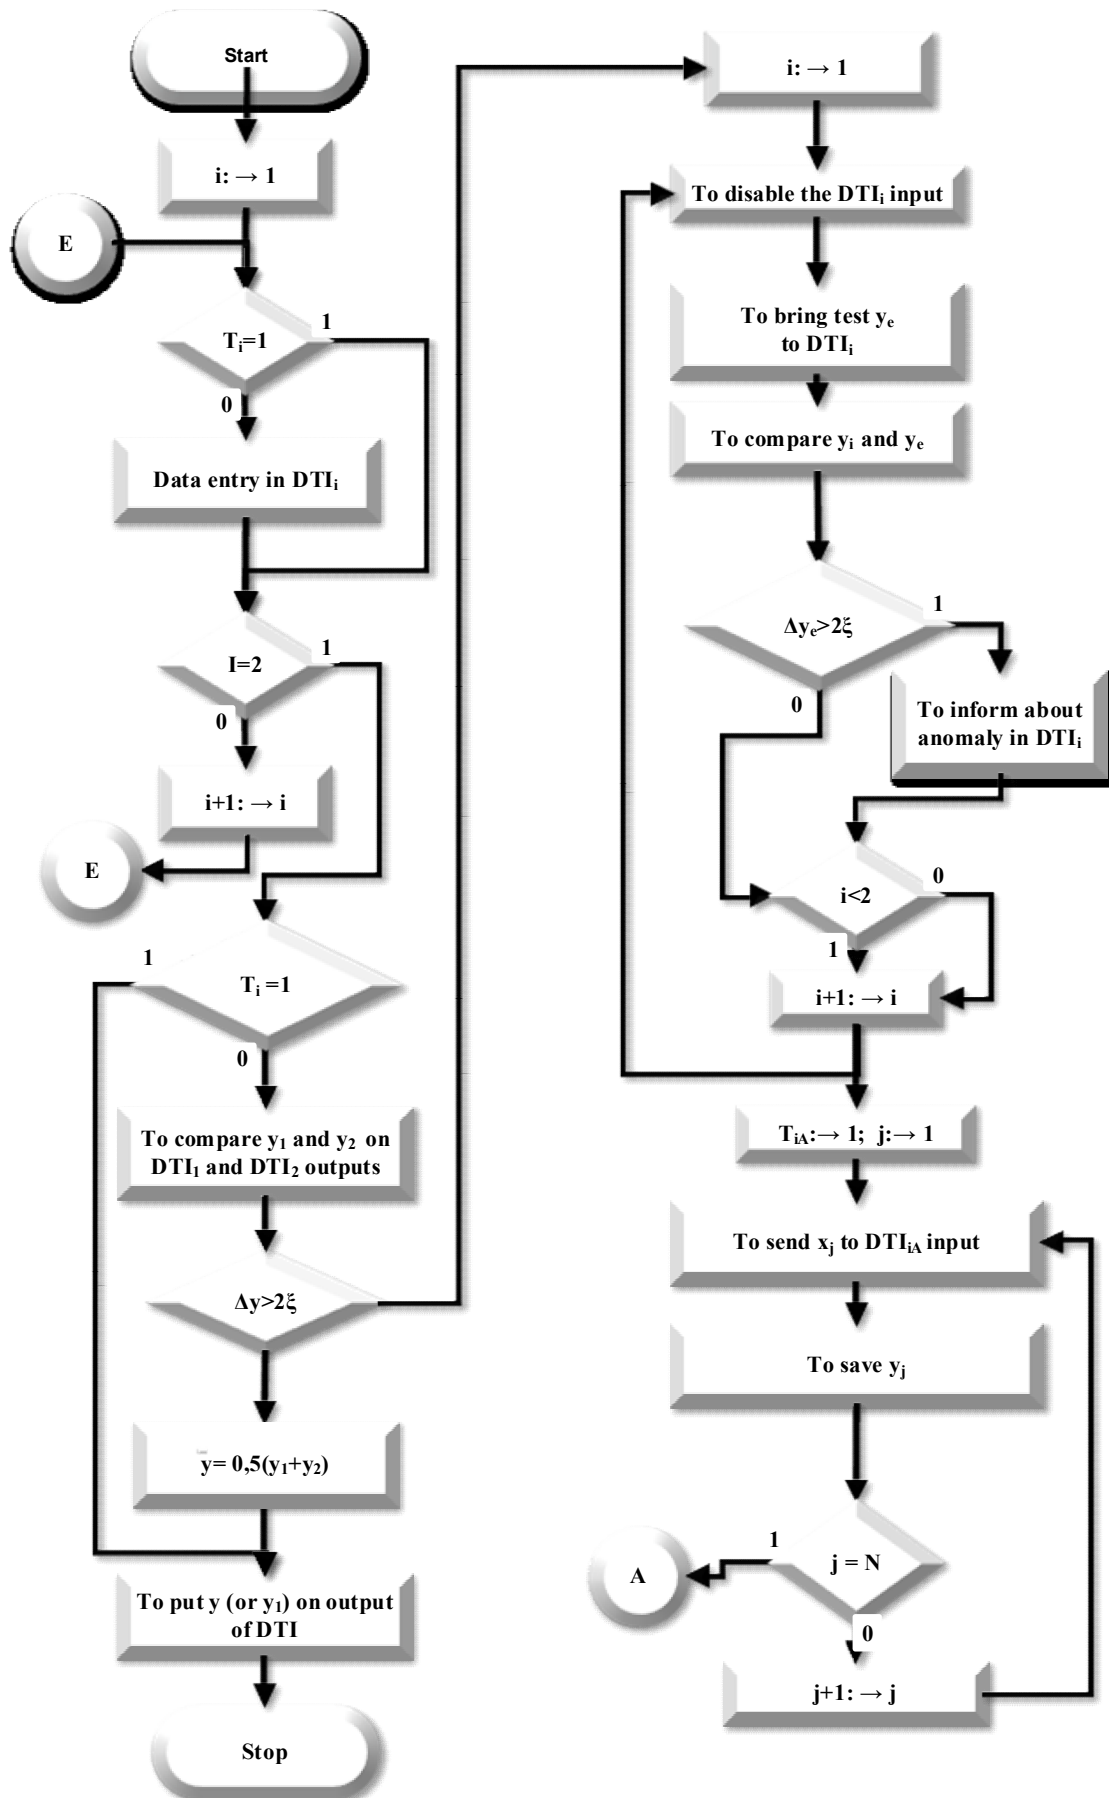 Start
i: → 1
E
Tᵢ=1
1
0
Data entry in DTIᵢ
I=2
1
0
i+1: → i
E
1
Tᵢ =1
0
To compare y₁ and y₂ on
DTI₁ and DTI₂ outputs
Δy>2ξ
y= 0,5(y₁+y₂)
To put y (or y₁) on output
of DTI
Stop
i: → 1
To disable the DTIᵢ input
To bring test yₑ
to DTIᵢ
To compare yᵢ and yₑ
Δyₑ>2ξ
1
0
To inform about
anomaly in DTIᵢ
i<2
0
1
i+1: → i
TiA:→ 1; j:→ 1
To send xⱼ to DTIiA input
To save yⱼ
1
j = N
A
0
j+1: → j